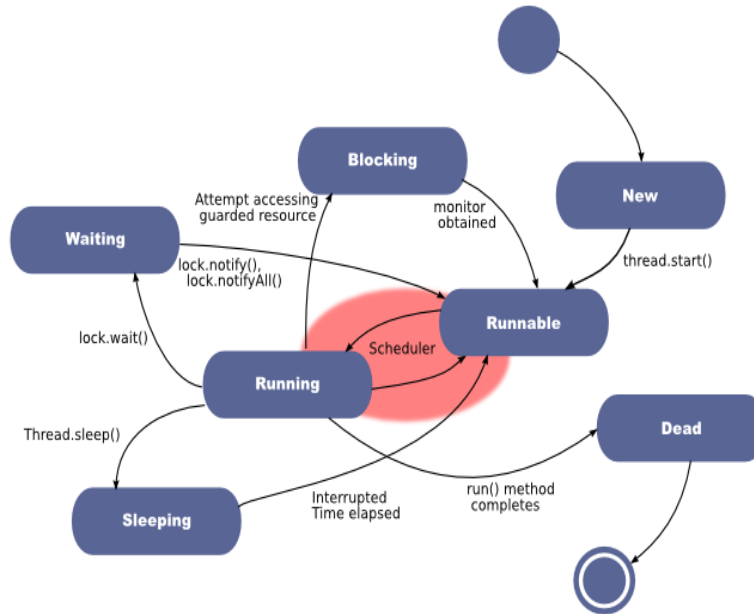 Blocking
Attempt accessing
guarded resource
monitor
obtained
New
Waiting
thread.start()
lock.notify(),
lock.notifyAll()
Runnable
lock.wait()
Scheduler
Running
Thread.sleep()
Dead
Interrupted
Time elapsed
run() method
completes
Sleeping